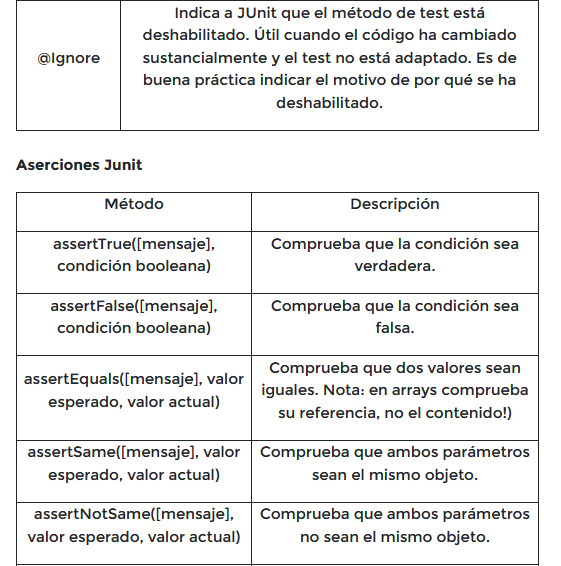 Indica a JUnit que el método de test está
deshabilitado. Útil cuando el código ha cambiado
@Ignore
sustancialmente y el test no está adaptado. Es de
buena práctica indicar el motivo de por qué se ha
deshabilitado.
Aserciones Junit
Método
Descripción
assertTrue([mensaje],
condición booleana)
Comprueba que la condición sea
verdadera.
assertFalse([mensaje],
condición booleana)
Comprueba que la condición sea
falsa.
assertEquals([mensaje], valor
esperado, valor actual)
Comprueba que dos valores sean
iguales. Nota: en arrays comprueba
su referencia, no el contenido!)
assertSame([mensaje], valor
esperado, valor actual)
Comprueba que ambos parámetros
sean el mismo objeto.
assertNotSame([mensaje],
valor esperado, valor actual)
Comprueba que ambos parámetros
no sean el mismo objeto.